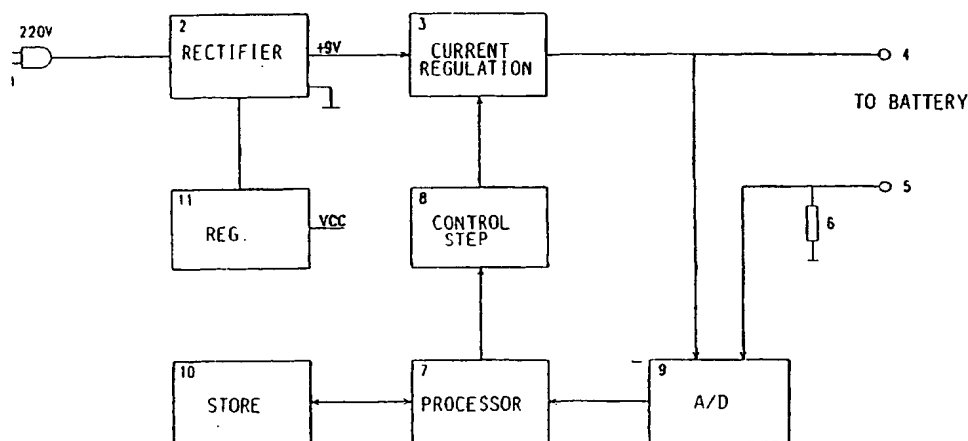 220V
1
2
RECTIFIER
+9V
3
CURRENT
REGULATION
4
TO BATTERY
5
6
11
REG.
VCC
8
CONTROL
STEP
10
STORE
7
PROCESSOR
9
A/D